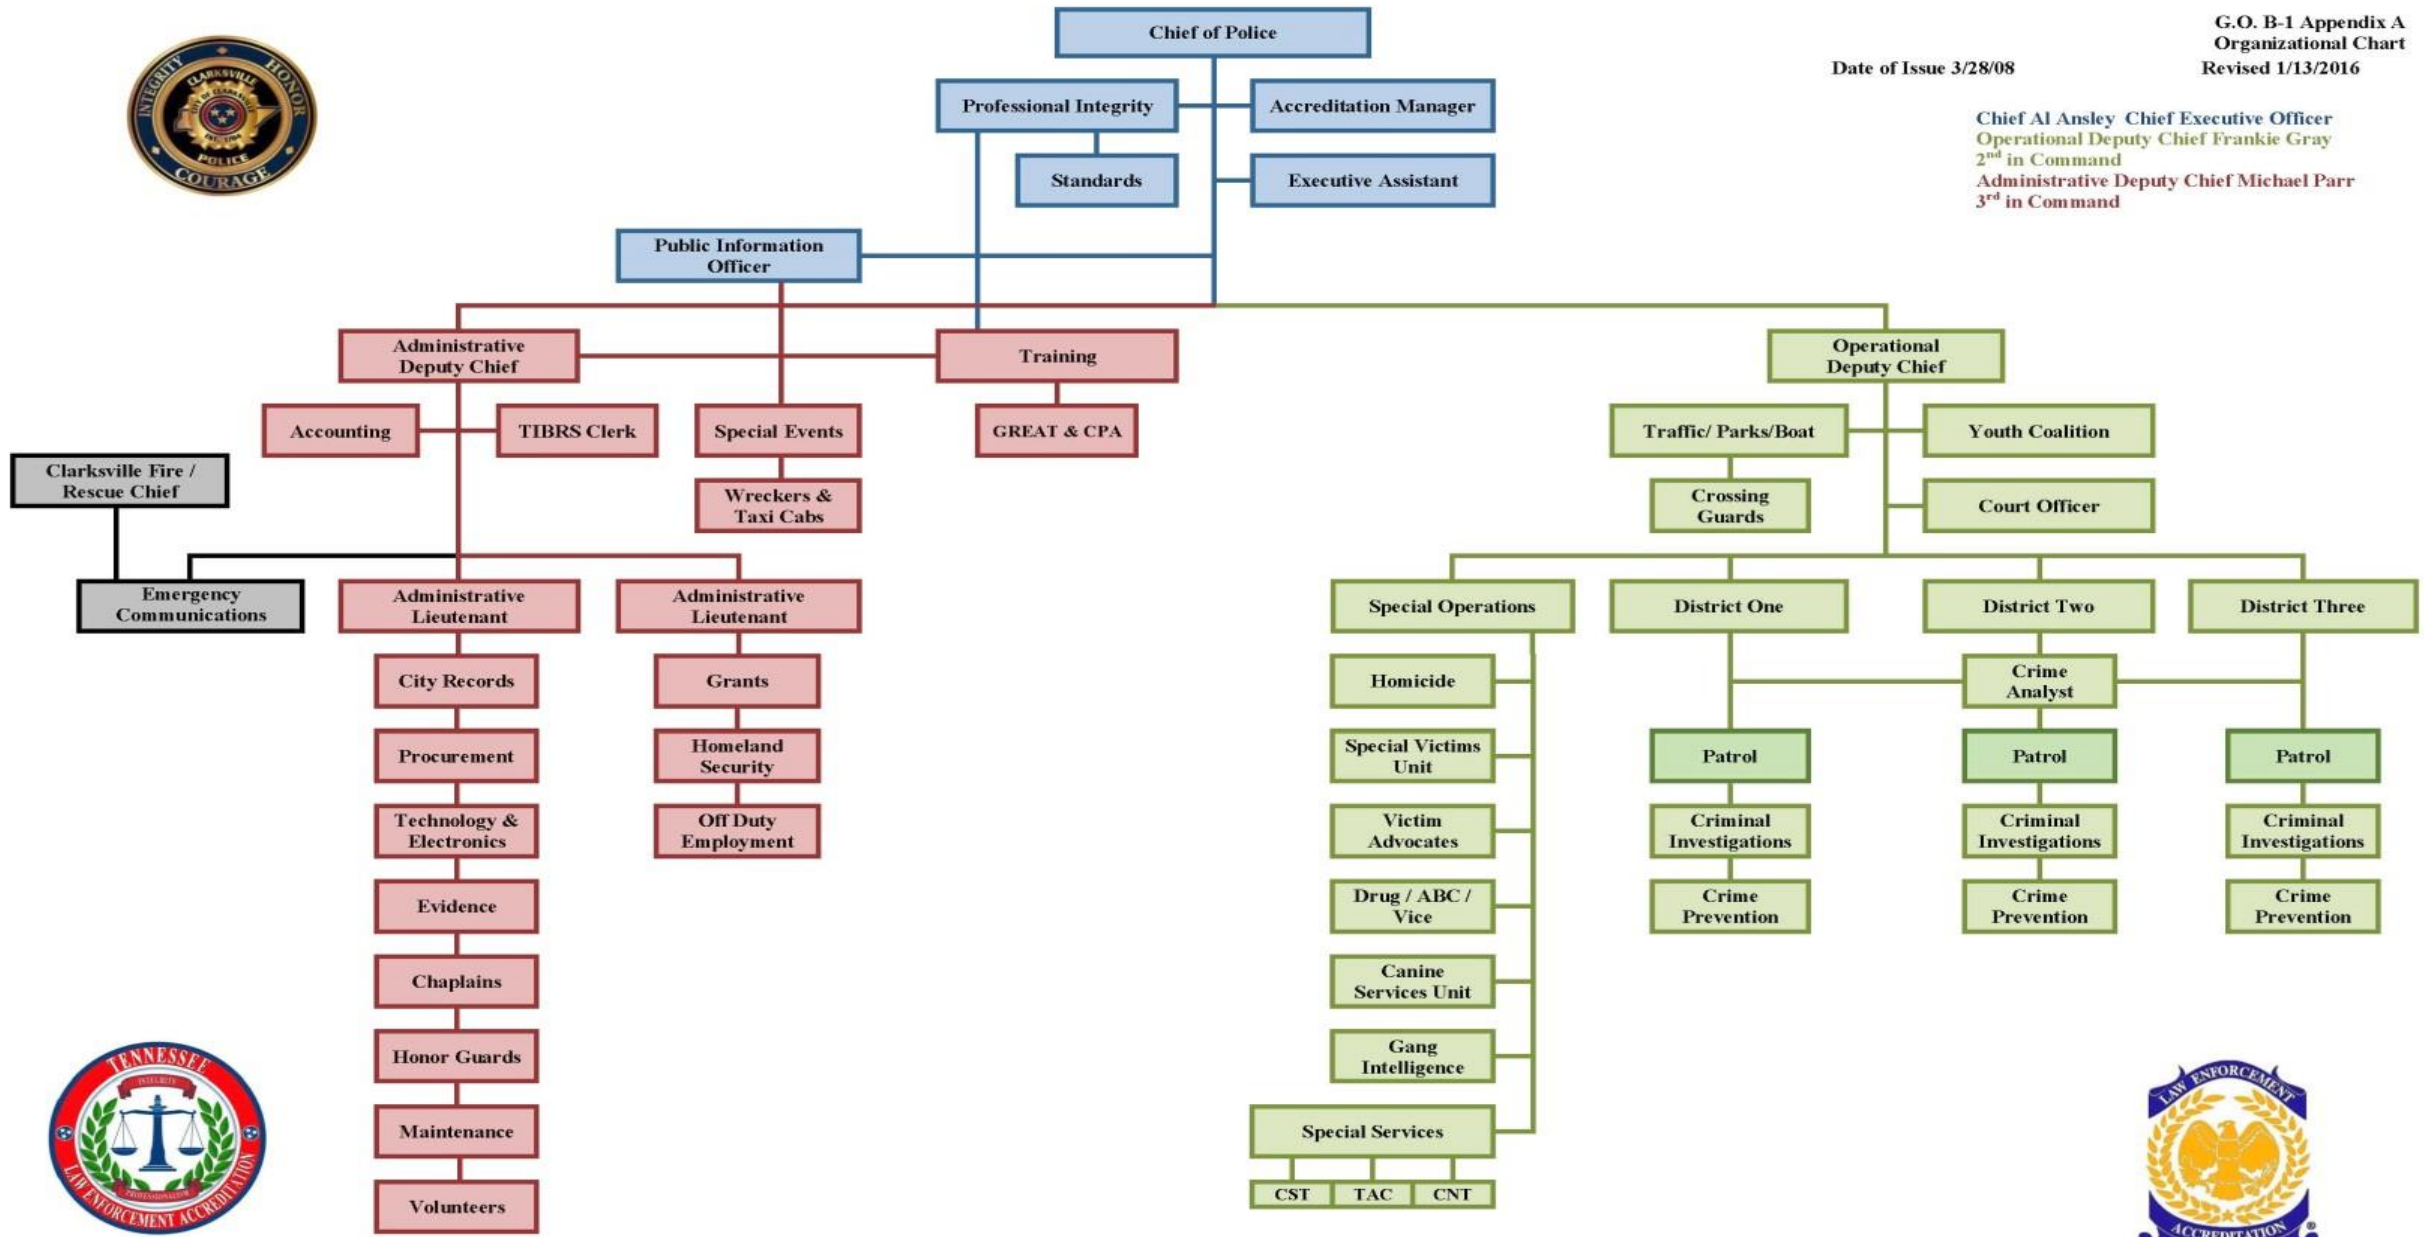 Chief of Police
G.O. B-1 Appendix A
Organizational Chart
Date of Issue 3/28/08
Revised 1/13/2016
Chief Al Ansley Chief Executive Officer
Operational Deputy Chief Frankie Gray
2nd in Command
Administrative Deputy Chief Michael Parr
3rd in Command
INTEGRITY
HONOR
COURAGE
CLARKSVILLE
CITY OF CLARKSVILLE
POLICE
Professional Integrity
Accreditation Manager
Standards
Executive Assistant
Public Information
Officer
Administrative
Deputy Chief
Training
Operational
Deputy Chief
Accounting
TIBRS Clerk
Special Events
GREAT & CPA
Traffic/ Parks/Boat
Youth Coalition
Clarksville Fire /
Rescue Chief
Wreckers &
Taxi Cabs
Crossing
Guards
Court Officer
Emergency
Communications
Administrative
Lieutenant
Administrative
Lieutenant
Special Operations
District One
District Two
District Three
City Records
Grants
Homicide
Crime
Analyst
Procurement
Homeland
Security
Special Victims
Unit
Patrol
Patrol
Patrol
Technology &
Electronics
Off Duty
Employment
Victim
Advocates
Criminal
Investigations
Criminal
Investigations
Criminal
Investigations
Evidence
Drug / ABC /
Vice
Crime
Prevention
Crime
Prevention
Crime
Prevention
Chaplains
Canine
Services Unit
Honor Guards
Gang
Intelligence
Maintenance
Special Services
Volunteers
CST
TAC
CNT
TENNESSEE
INTEGRITY
PROFESSIONALISM
LAW ENFORCEMENT ACCREDITATION
LAW ENFORCEMENT
ACCREDITATION
®